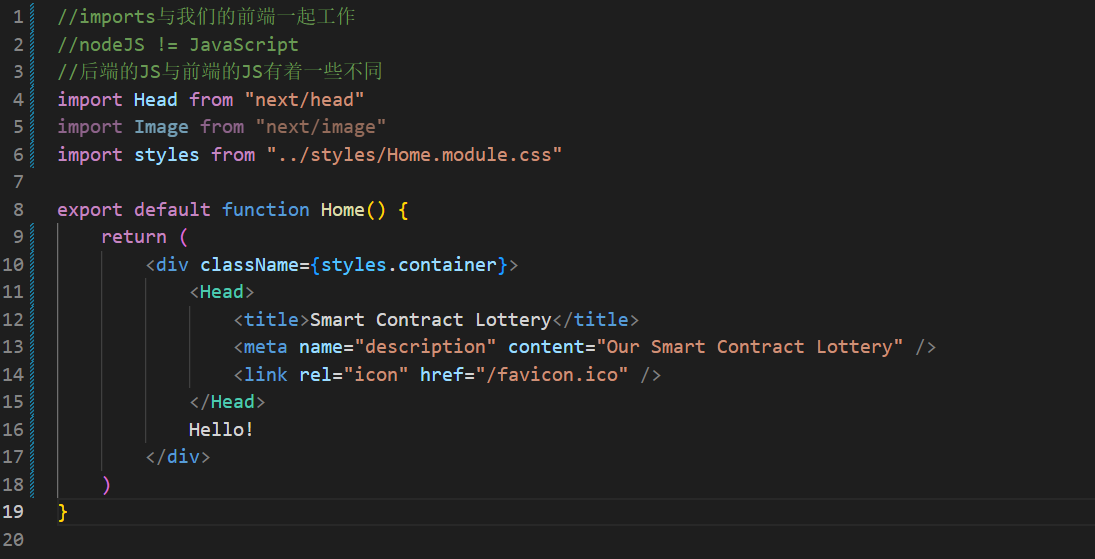 1 //imports与我们的前端一起工作
2 //nodeJS != JavaScript
3 //后端的JS与前端的JS有着一些不同
4 import Head from "next/head"
5 import Image from "next/image"
6 import styles from "../styles/Home.module.css"
7
8 export default function Home() {
9     return (
10         <div className={styles.container}>
11             <Head>
12                 <title>Smart Contract Lottery</title>
13                 <meta name="description" content="Our Smart Contract Lottery" />
14                 <link rel="icon" href="/favicon.ico" />
15             </Head>
16             Hello!
17         </div>
18     )
19 }
20